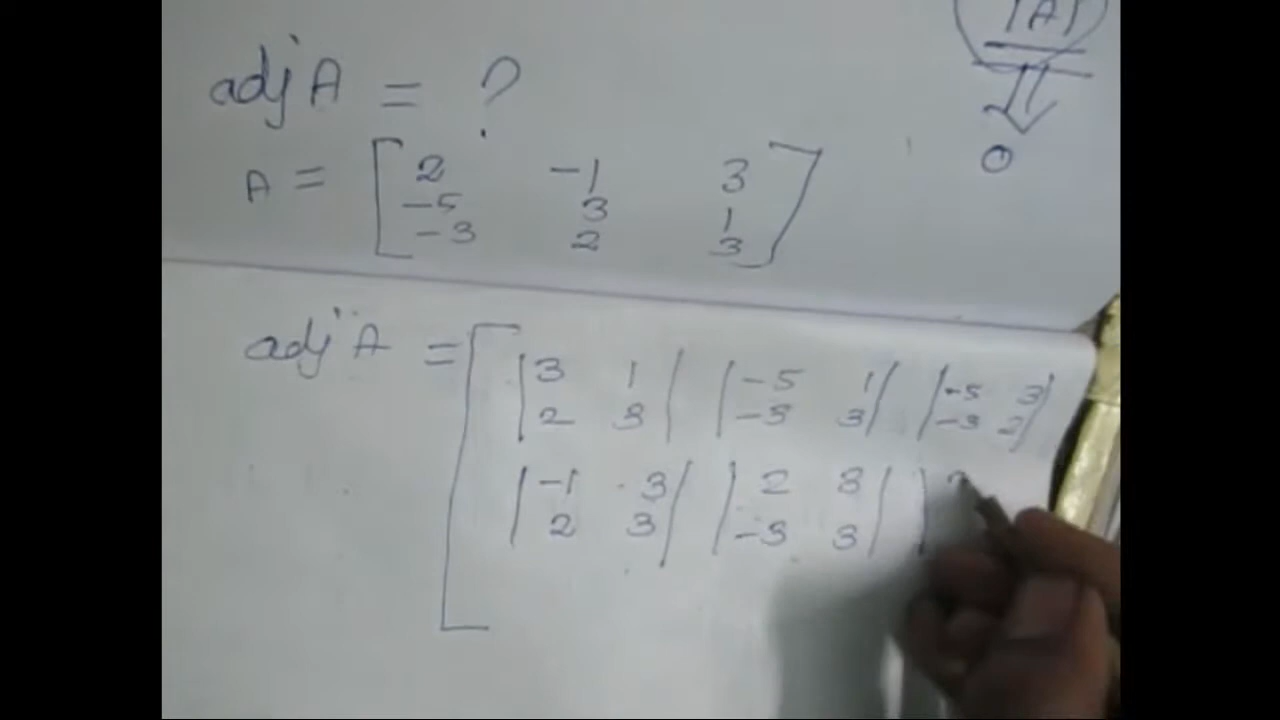 |A|
0
adj A = ?
A = [ 2 -1 3
-5 3 1
-3 2 3 ]
adj A = [ | 3 1 | | -5 1 | | -5 3 |
| 2 3 | | -3 3 | | -3 2 |
| -1 3 | | 2 3 | |
| 2 3 | | -3 3 | |